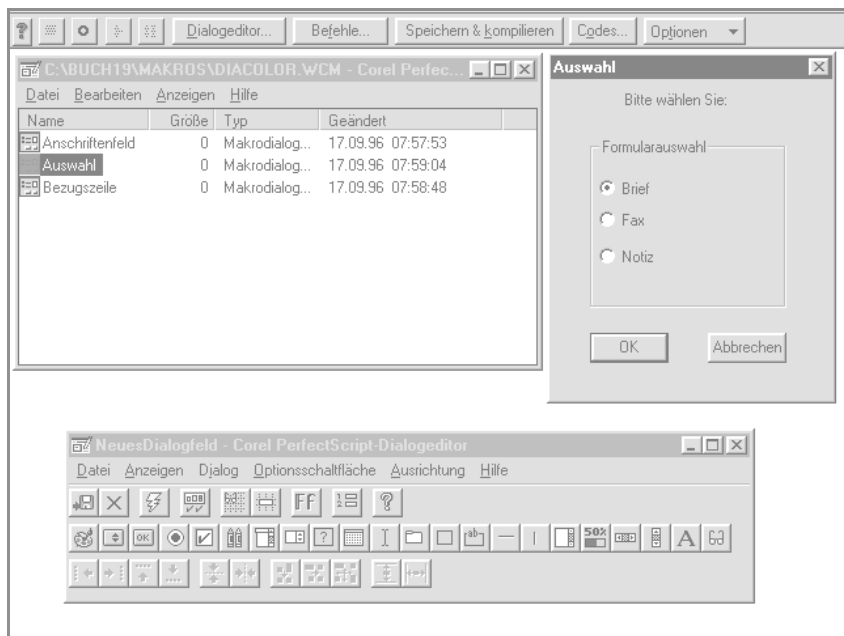 Dialogeditor... Befehle... Speichern & kompilieren Codes... Optionen
C:\BUCH19\MAKROS\DIACOLOR.WCM - Corel Perfec...
Datei Bearbeiten Anzeigen Hilfe
Name Größe Typ Geändert
Anschriftenfeld 0 Makrodialog... 17.09.96 07:57:53
Auswahl 0 Makrodialog... 17.09.96 07:59:04
Bezugszeile 0 Makrodialog... 17.09.96 07:58:48
Auswahl
Bitte wählen Sie:
Formularauswahl
Brief
Fax
Notiz
OK Abbrechen
NeuesDialogfeld - Corel PerfectScript-Dialogeditor
Datei Anzeigen Dialog Optionsschaltfläche Ausrichtung Hilfe